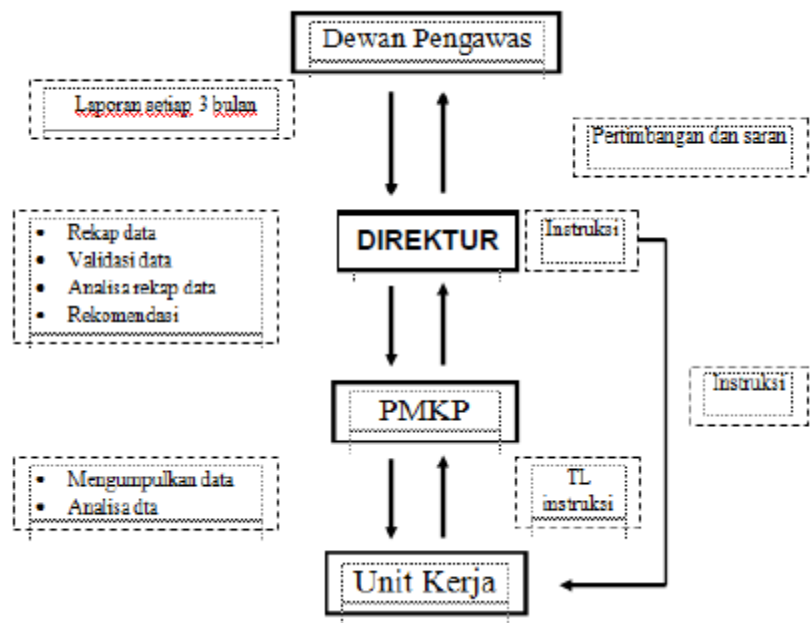 Dewan Pengawas
Laporan setiap 3 bulan
Pertimbangan dan saran
• Rekap data
• Validasi data
• Analisa rekap data
• Rekomendasi
DIREKTUR
Instruksi
Instruksi
PMKP
• Mengumpulkan data
• Analisa dta
TL
instruksi
Unit Kerja